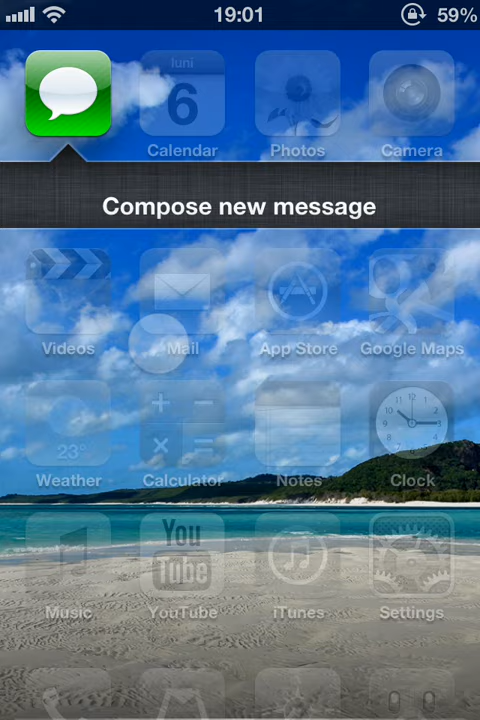 19:01
59%
luni
6
Calendar
Photos
Camera
Compose new message
Videos
Mail
App Store
Google Maps
23°
Weather
Calculator
Notes
12
Clock
You
Tube
Music
YouTube
iTunes
Settings